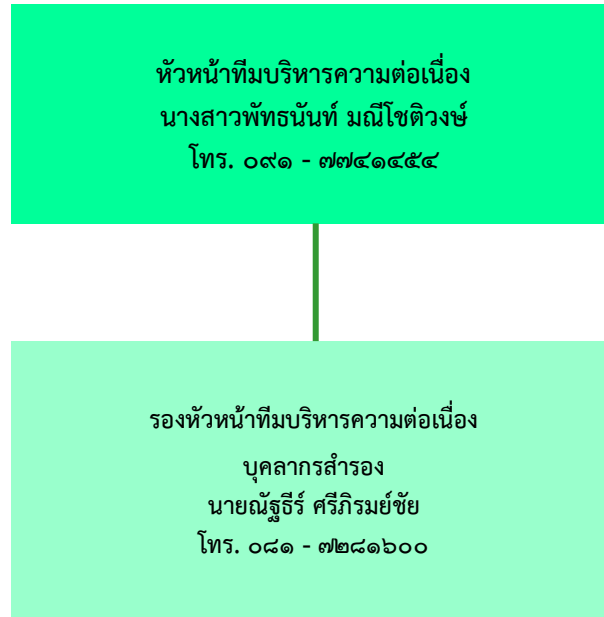 หัวหน้าทีมบริหารความต่อเนื่อง
นางสาวพัทธนันท์ มณีโชติวงษ์
โทร. ๐๙๑ - ๗๗๔๑๔๕๔
รองหัวหน้าทีมบริหารความต่อเนื่อง
บุคลากรสำรอง
นายณัฐธีร์ ศรีภิรมย์ชัย
โทร. ๐๘๑ - ๗๒๘๑๖๐๐